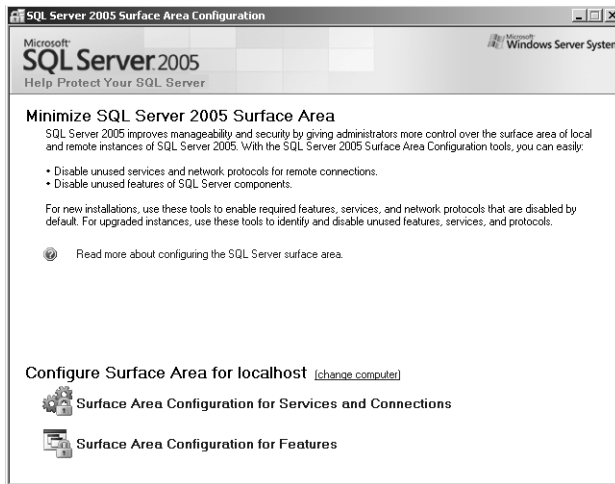 SQL Server 2005 Surface Area Configuration
Microsoft
SQL Server 2005
Help Protect Your SQL Server
Microsoft
Windows Server System
Minimize SQL Server 2005 Surface Area
SQL Server 2005 improves manageability and security by giving administrators more control over the surface area of local
and remote instances of SQL Server 2005. With the SQL Server 2005 Surface Area Configuration tools, you can easily:
• Disable unused services and network protocols for remote connections.
• Disable unused features of SQL Server components.
For new installations, use these tools to enable required features, services, and network protocols that are disabled by
default. For upgraded instances, use these tools to identify and disable unused features, services, and protocols.
Read more about configuring the SQL Server surface area.
Configure Surface Area for localhost (change computer)
Surface Area Configuration for Services and Connections
Surface Area Configuration for Features